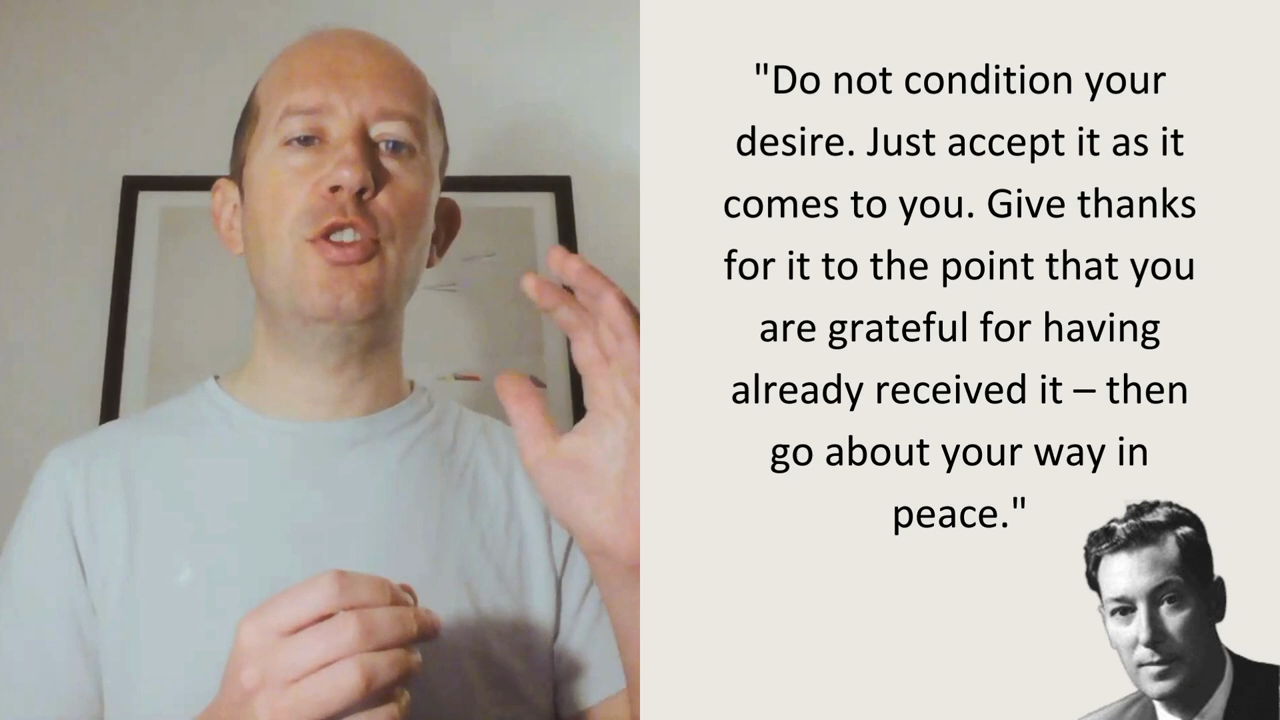 "Do not condition your
desire. Just accept it as it
comes to you. Give thanks
for it to the point that you
are grateful for having
already received it – then
go about your way in
peace."